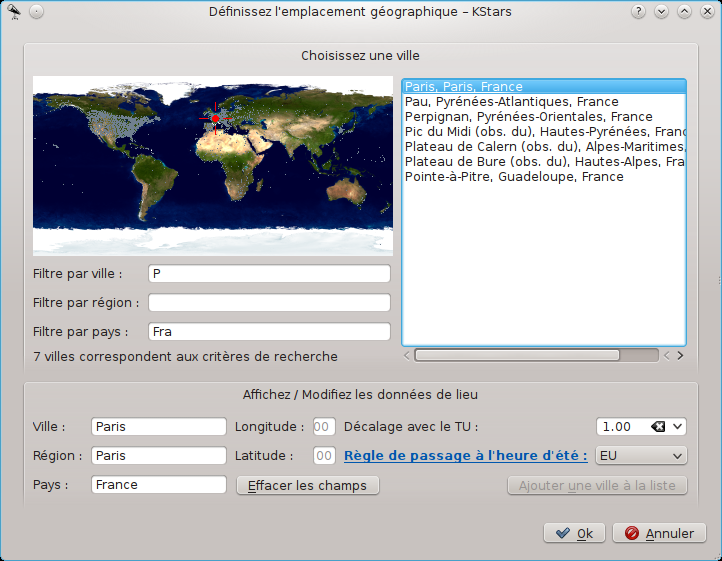 Définissez l'emplacement géographique – KStars
Choisissez une ville
Paris, Paris, France
Pau, Pyrénées-Atlantiques, France
Perpignan, Pyrénées-Orientales, France
Pic du Midi (obs. du), Hautes-Pyrénées, Franc
Plateau de Calern (obs. du), Alpes-Maritimes,
Plateau de Bure (obs. du), Hautes-Alpes, Fra
Pointe-à-Pitre, Guadeloupe, France
Filtre par ville : P
Filtre par région :
Filtre par pays : Fra
7 villes correspondent aux critères de recherche
Affichez / Modifiez les données de lieu
Ville : Paris Longitude : 00 Décalage avec le TU : 1.00
Région : Paris Latitude : 00 Règle de passage à l'heure d'été : EU
Pays : France Effacer les champs Ajouter une ville à la liste
Ok Annuler